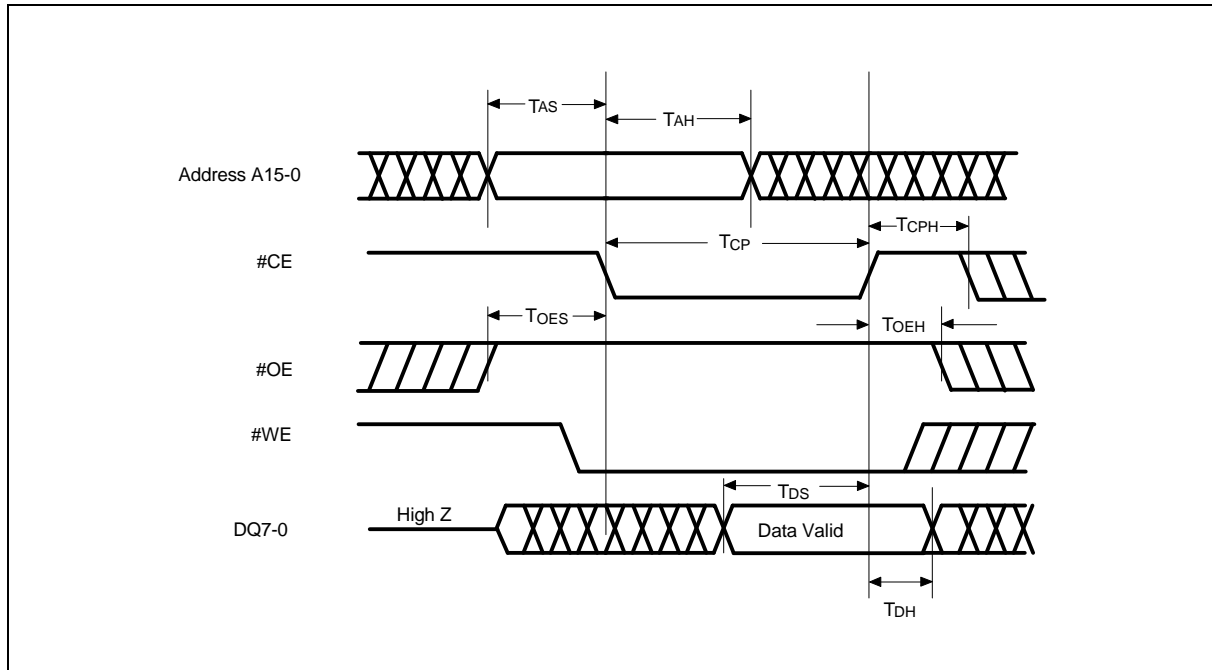 TAS
TAH
Address A15-0
TCPH
TCP
#CE
TOES
TOEH
#OE
#WE
TDS
High Z
DQ7-0
Data Valid
TDH